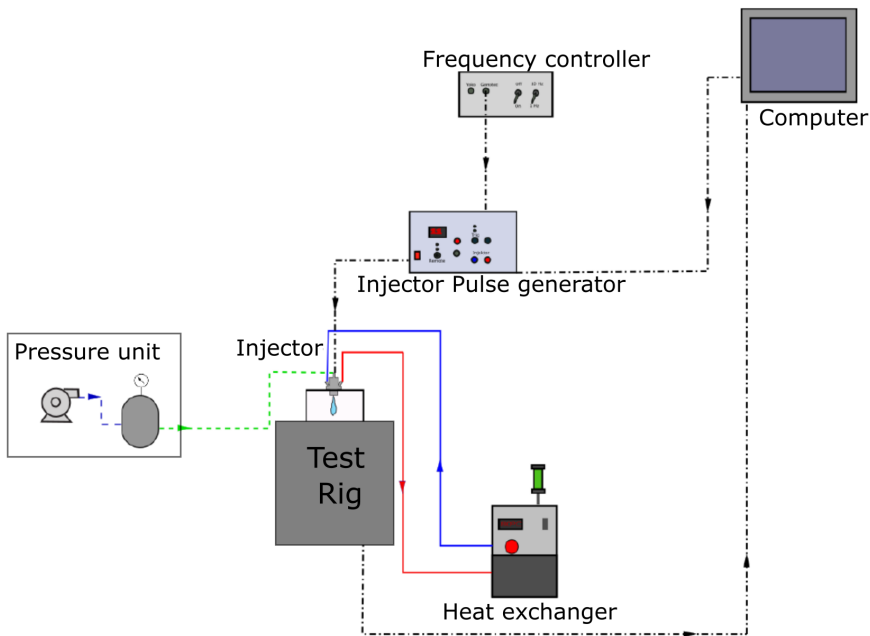 Frequency controller
Computer
Injector Pulse generator
Injector
Pressure unit
Test
Rig
Heat exchanger